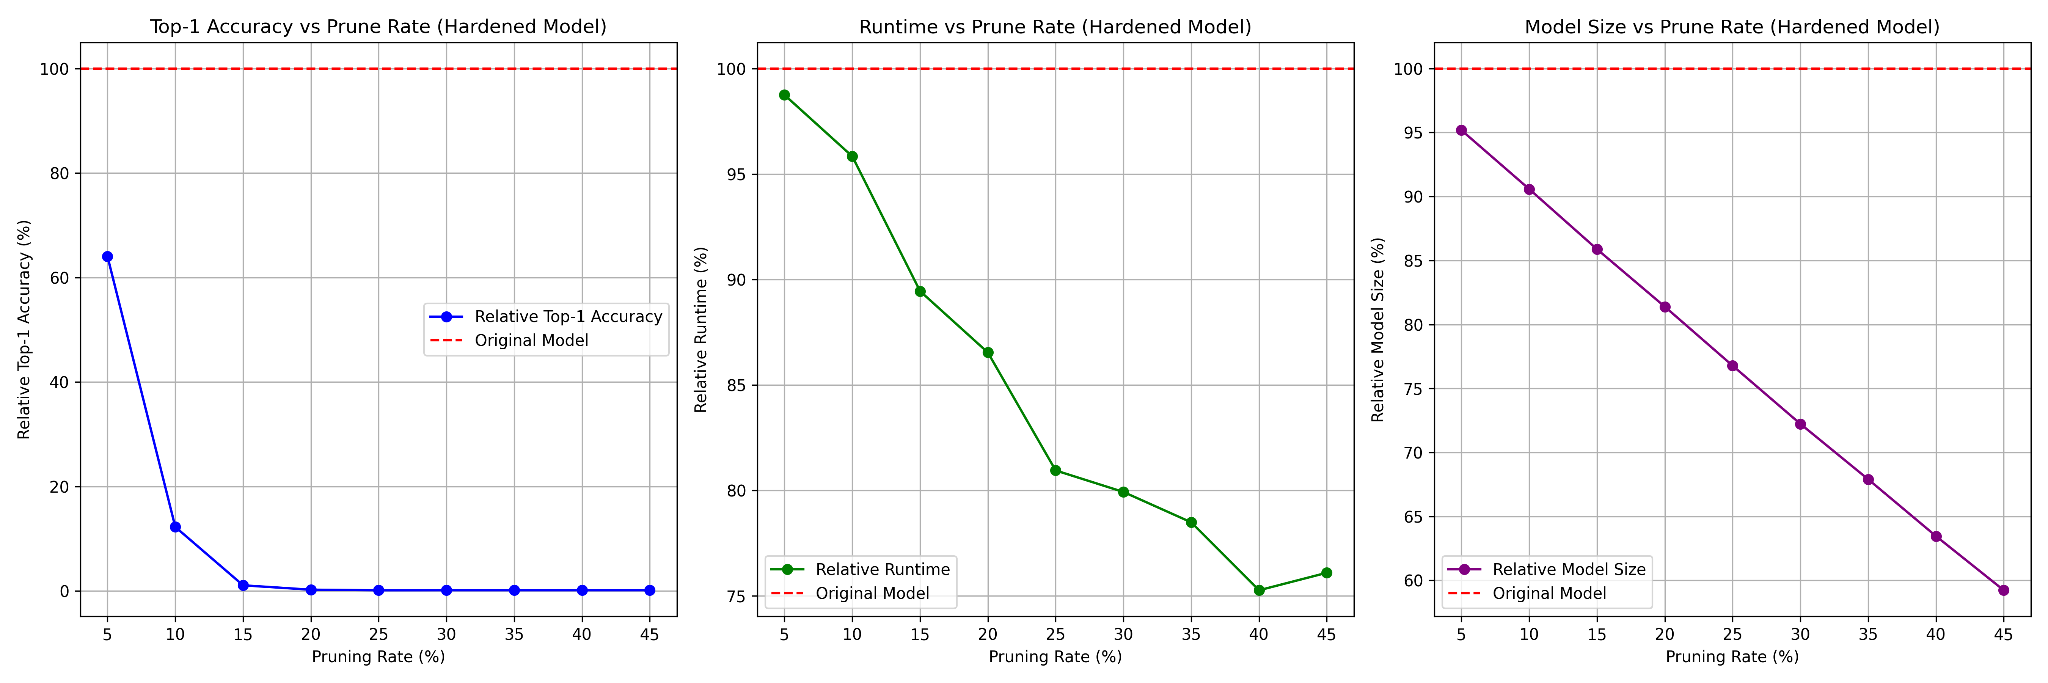 Top-1 Accuracy vs Prune Rate (Hardened Model)
Relative Top-1 Accuracy (%)
100
80
60
40
20
0
Relative Top-1 Accuracy
Original Model
5 10 15 20 25 30 35 40 45
Pruning Rate (%)
Runtime vs Prune Rate (Hardened Model)
Relative Runtime (%)
100
95
90
85
80
75
Relative Runtime
Original Model
5 10 15 20 25 30 35 40 45
Pruning Rate (%)
Model Size vs Prune Rate (Hardened Model)
Relative Model Size (%)
100
95
90
85
80
75
70
65
60
Relative Model Size
Original Model
5 10 15 20 25 30 35 40 45
Pruning Rate (%)